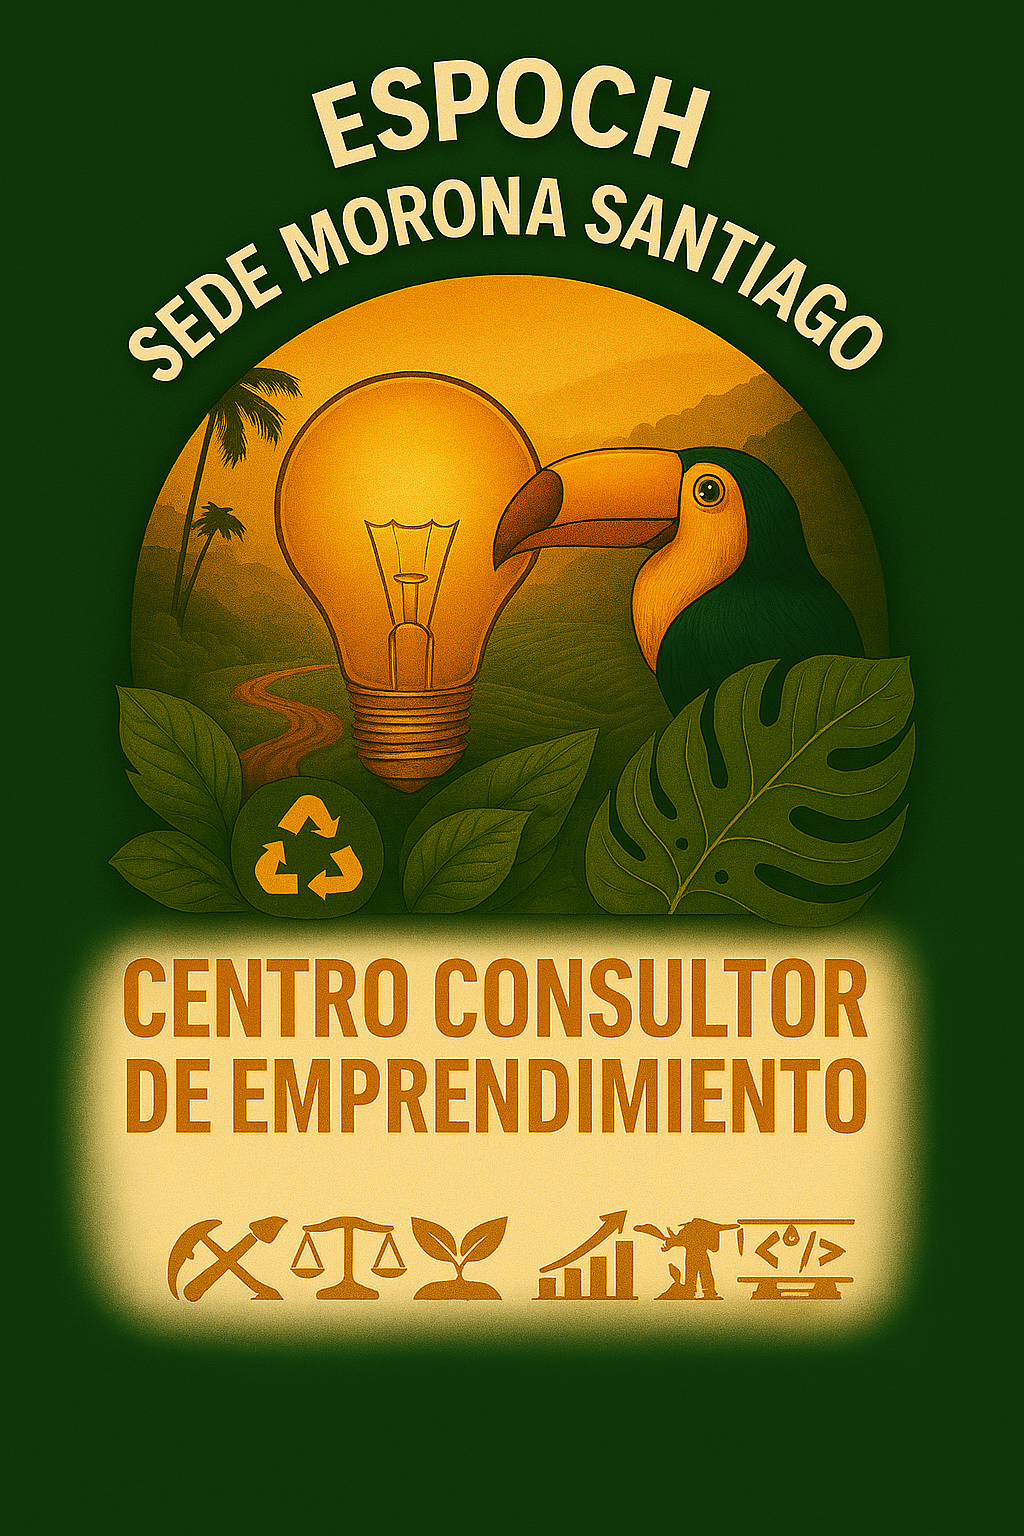 ESPOCH
SEDE MORONA SANTIAGO
CENTRO CONSULTOR
DE EMPRENDIMIENTO